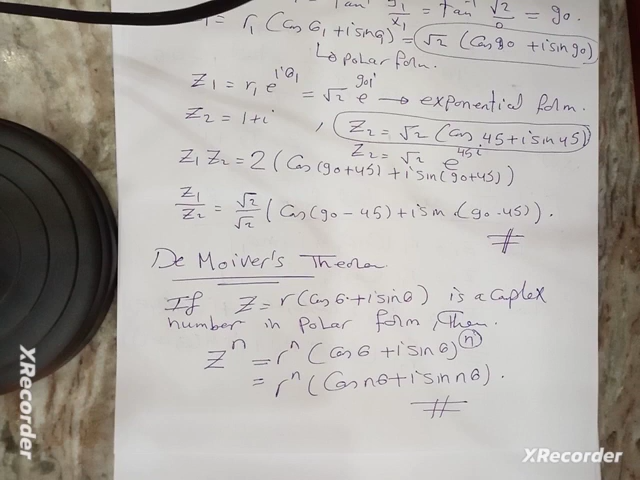 = tan⁻¹ y₁/x₁ = tan⁻¹ √2/0 = 90.
z₁ = r₁ (Cos θ₁ + i sin θ₁) = √2 (Cos 90 + i sin 90)
↳ polar form.
Z₁ = r₁ e^{iθ₁} = √2 e^{90i} → exponential form.
Z₂ = 1+i , Z₂ = √2 (Cos 45 + i sin 45)
Z₂ = √2 e^{45i}
Z₁ Z₂ = 2 (Cos (90+45) + i sin (90+45))
Z₁/Z₂ = √2/√2 (Cos (90 - 45) + i sin (90 - 45)).
De Moiver's Theorem
If Z = r (Cos θ + i sin θ) is a Caplex
number in Polar form, Then.
Zⁿ = rⁿ (Cos θ + i sin θ)ⁿ
= rⁿ (Cos nθ + i sin nθ).
XRecorder
XRecorder